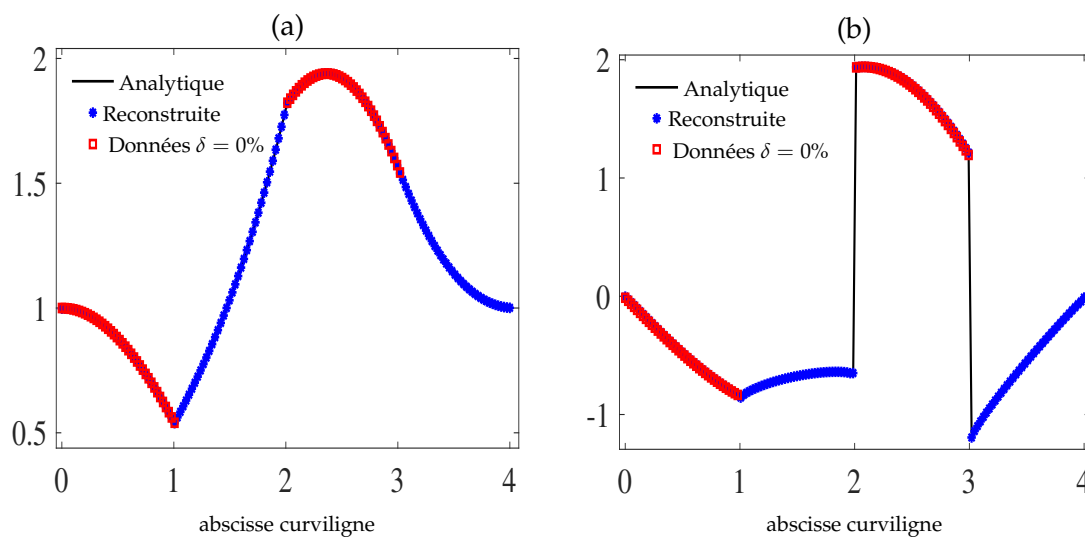 (a)
2
1.5
1
0.5
Analytique
Reconstruite
Données δ = 0%
0 1 2 3 4
abscisse curviligne
(b)
2
1
0
-1
Analytique
Reconstruite
Données δ = 0%
0 1 2 3 4
abscisse curviligne